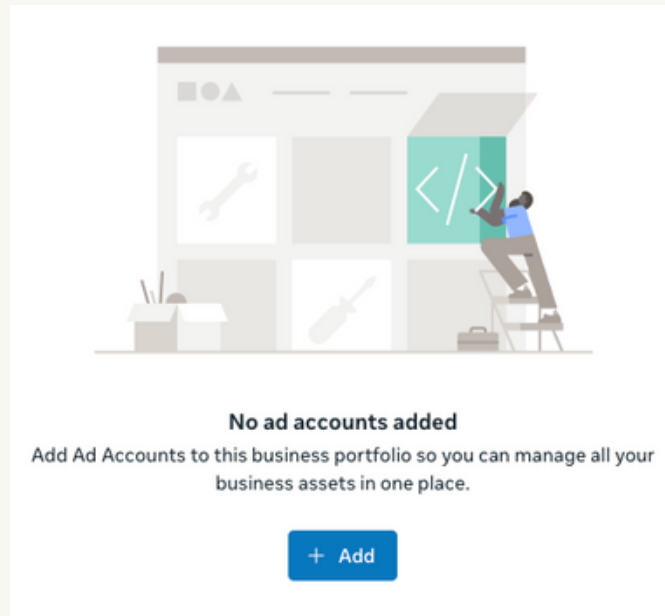 </>
No ad accounts added
Add Ad Accounts to this business portfolio so you can manage all your
business assets in one place.
+ Add